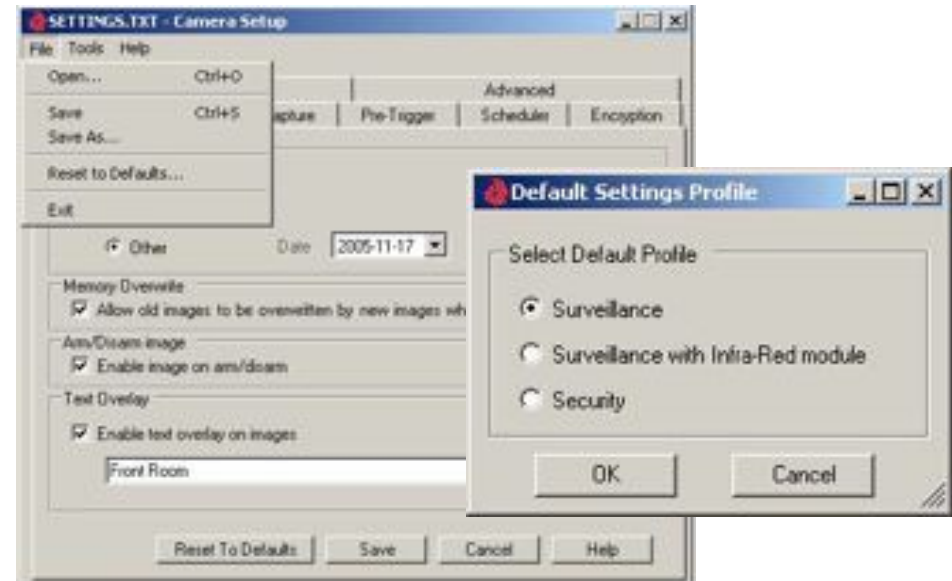 SETTINGS.TXT - Camera Setup
File Tools Help
Open... Ctrl+O
Save Ctrl+S
Save As...
Reset to Defaults...
Exit
Advanced
apture Pre-Trigger Scheduler Encryption
Other Date 2005-11-17
Memory Overwrite
Allow old images to be overwritten by new images wh
Arm/Disarm image
Enable image on arm/disarm
Text Overlay
Enable text overlay on images
Front Room
Reset To Defaults Save Cancel Help
Default Settings Profile
Select Default Profile
Surveillance
Surveillance with Infra-Red module
Security
OK Cancel